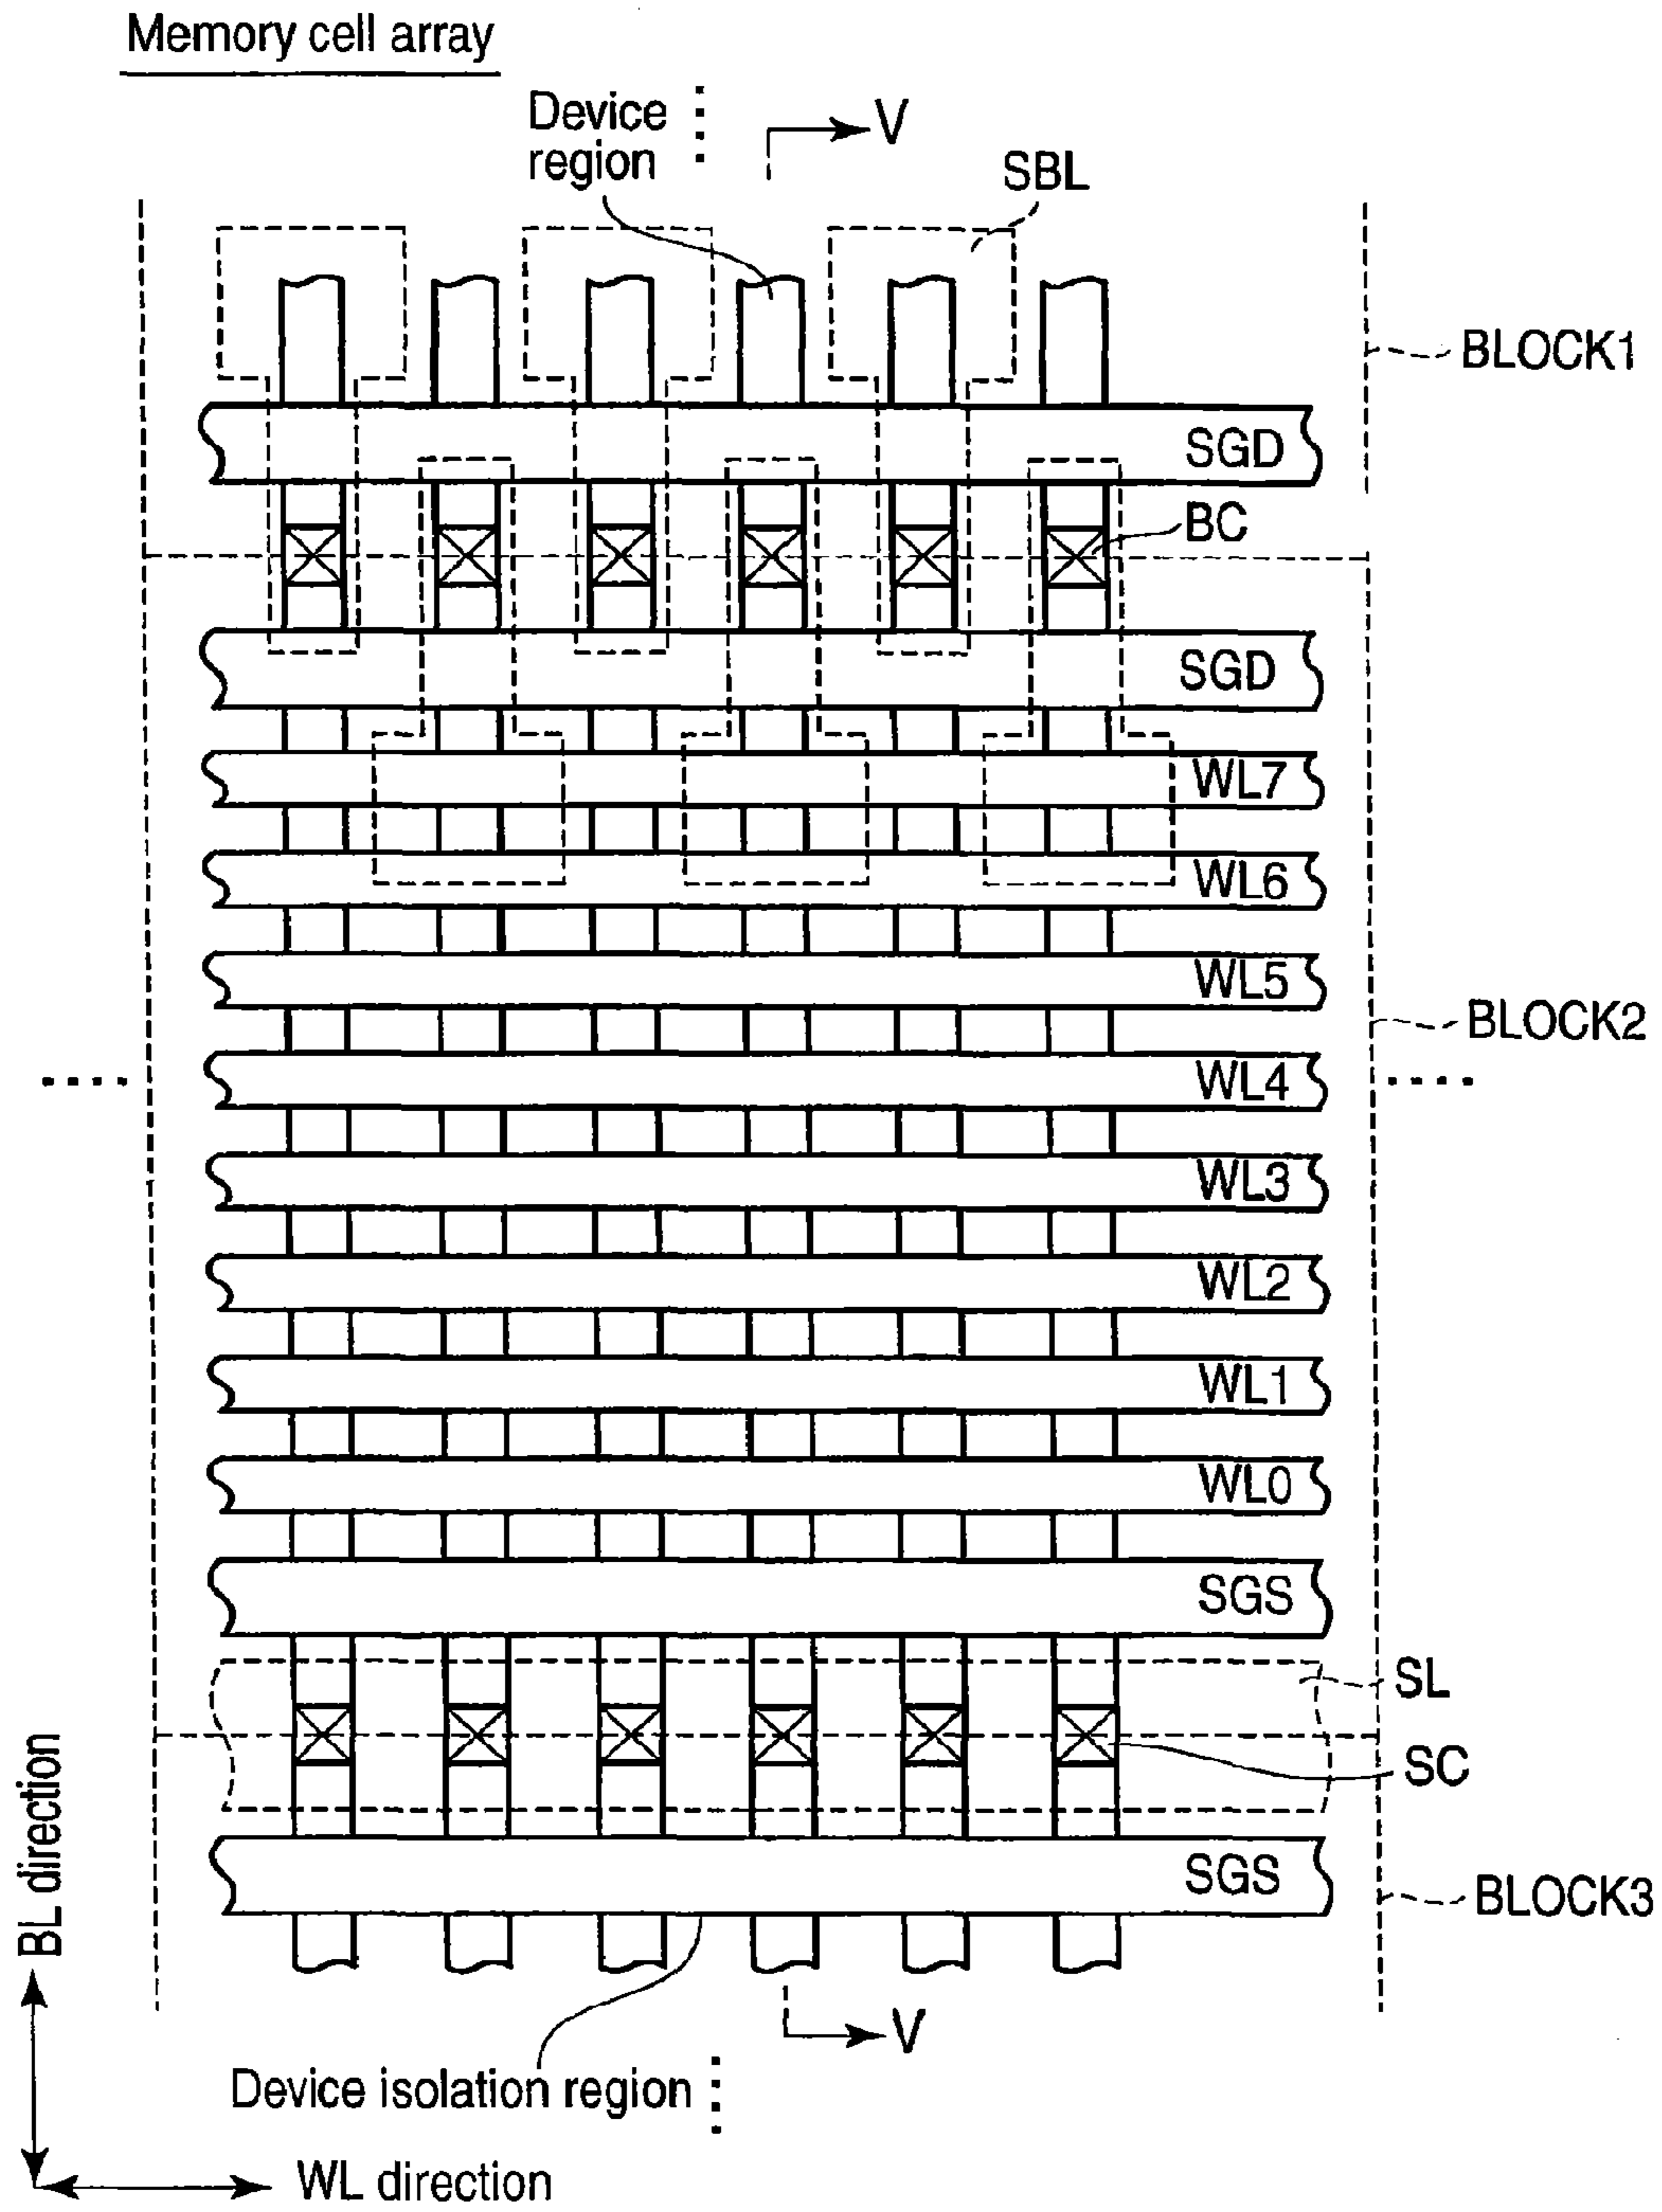 Memory cell array
Device
region
V
SBL
BLOCK1
SGD
BC
SGD
WL7
WL6
WL5
BLOCK2
WL4
WL3
WL2
WL1
WL0
SGS
SL
SC
SGS
BLOCK3
BL direction
V
Device isolation region
WL direction